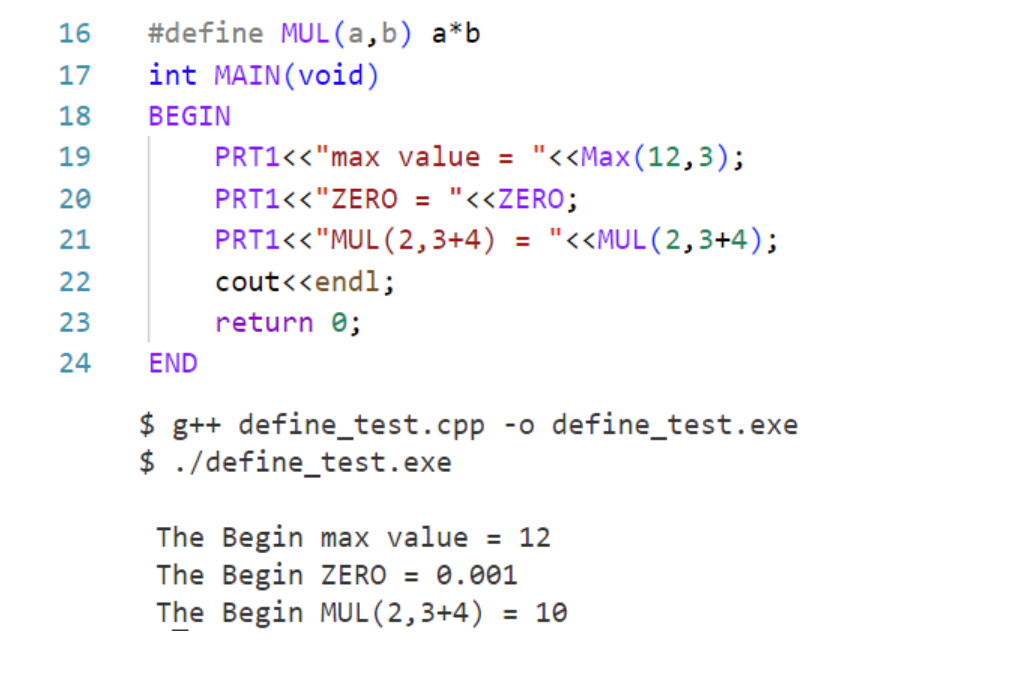 16 #define MUL(a,b) a*b
17 int MAIN(void)
18 BEGIN
19 PRT1<<"max value = "<<Max(12,3);
20 PRT1<<"ZERO = "<<ZERO;
21 PRT1<<"MUL(2,3+4) = "<<MUL(2,3+4);
22 cout<<endl;
23 return 0;
24 END
$ g++ define_test.cpp -o define_test.exe
$ ./define_test.exe
The Begin max value = 12
The Begin ZERO = 0.001
The Begin MUL(2,3+4) = 10